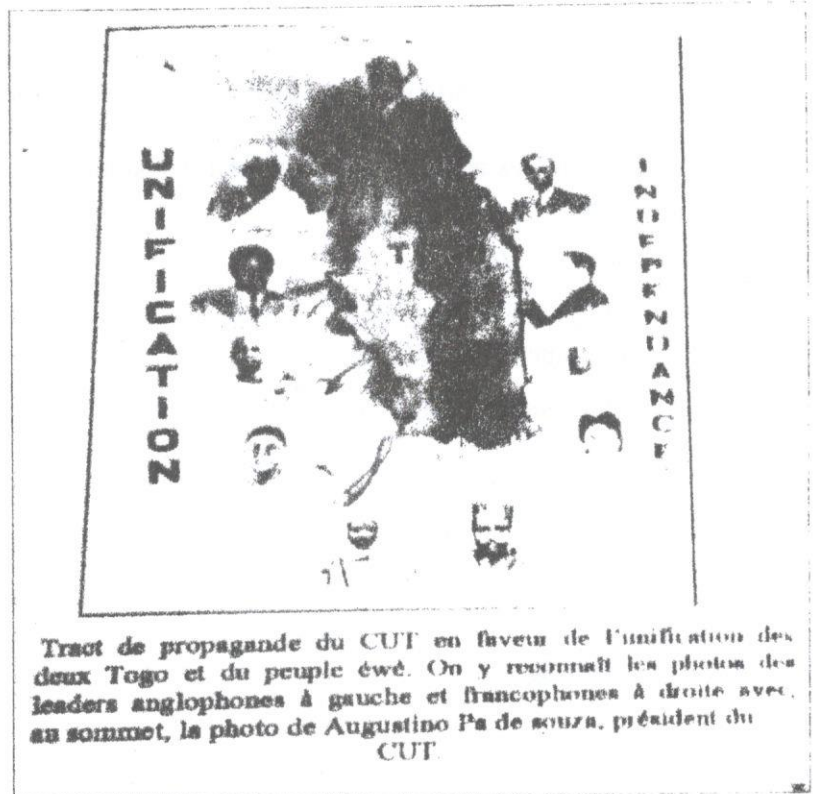 UNIFICATION
INDEPENDANCE
T
Tract de propagande du CUT en faveur de l'unification des
deux Togo et du peuple éwé. On y reconnaît les photos des
leaders anglophones à gauche et francophones à droite avec,
au sommet, la photo de Augustino Pa de souza, président du
CUT.